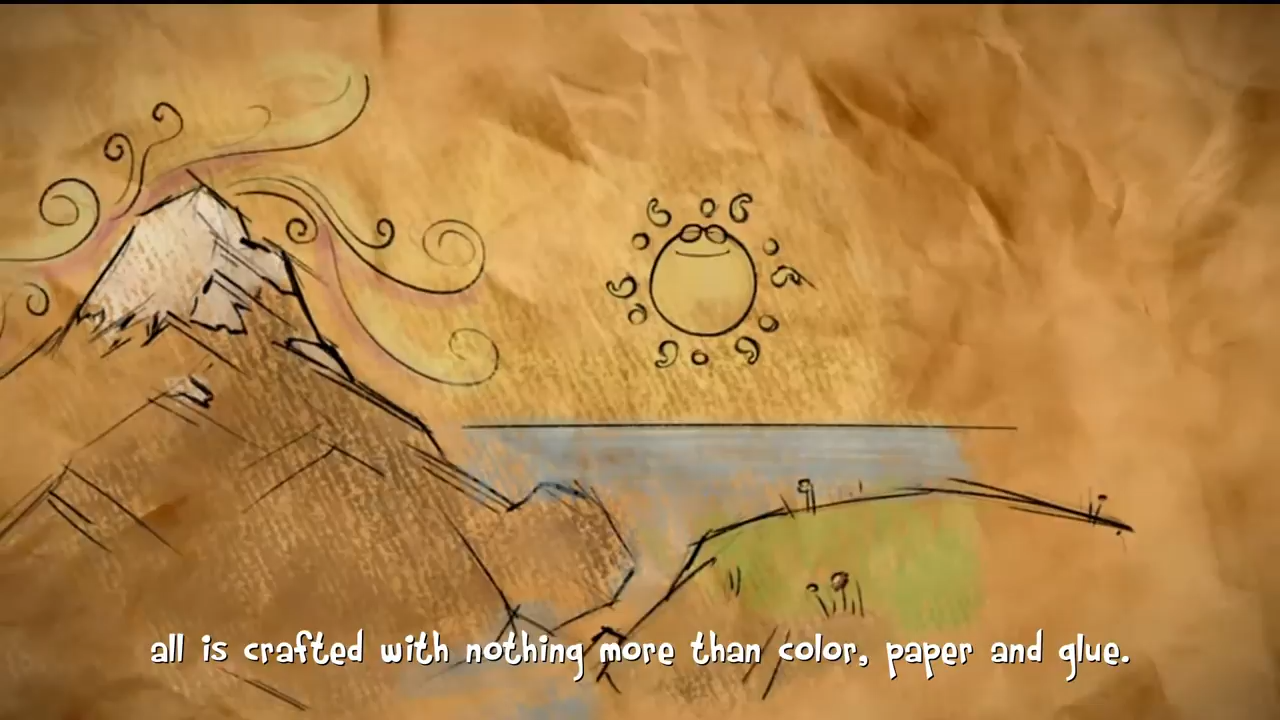 all is crafted with nothing more than color, paper and glue.